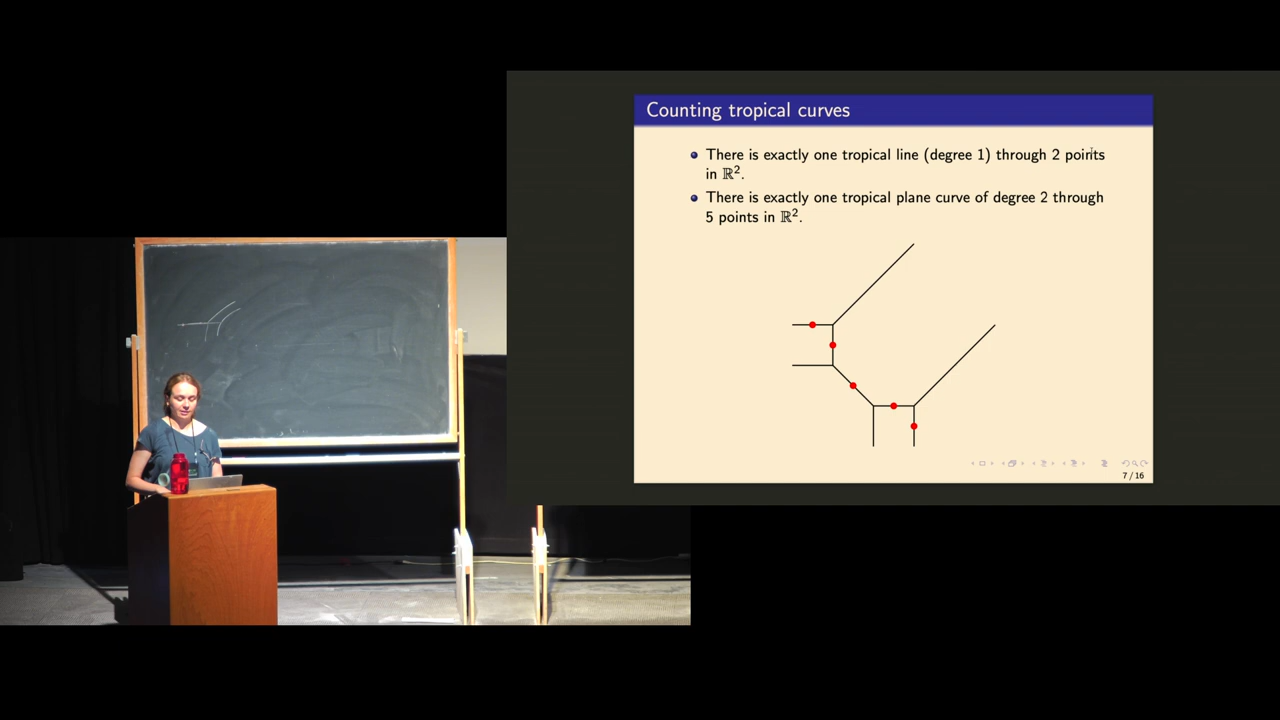 Counting tropical curves
There is exactly one tropical line (degree 1) through 2 points
in ℝ².
There is exactly one tropical plane curve of degree 2 through
5 points in ℝ².
7 / 16